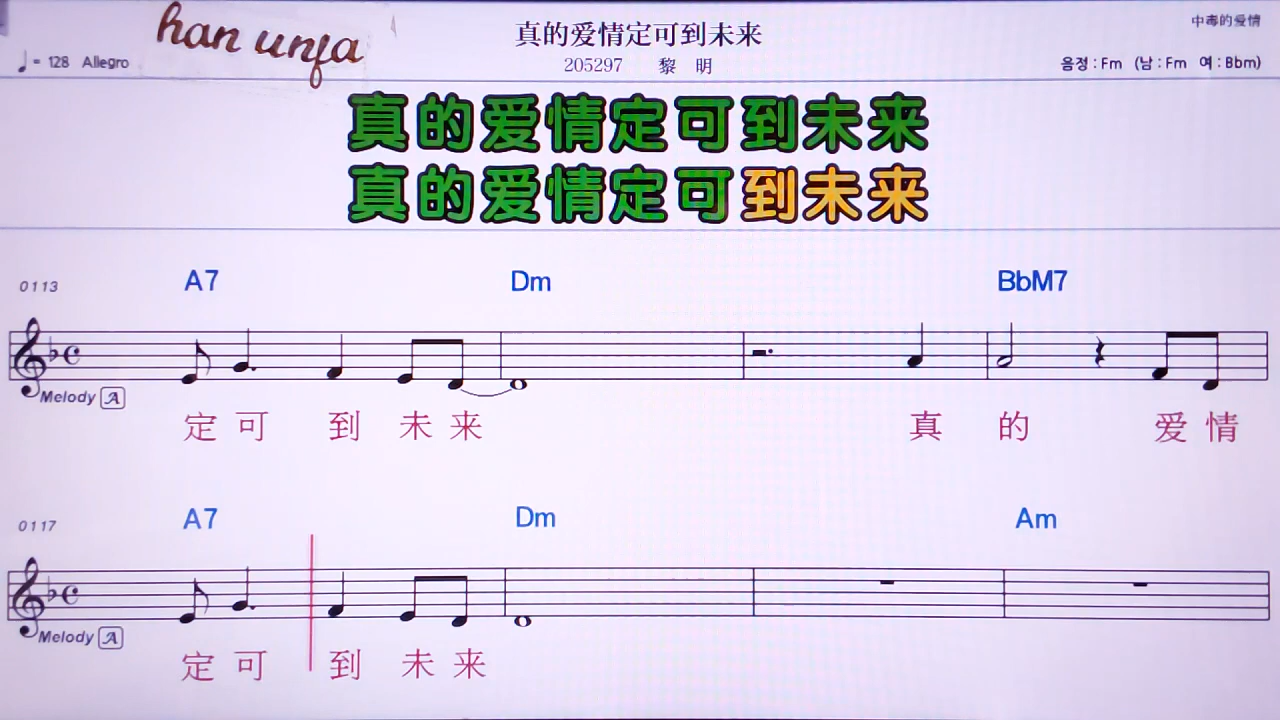 han unfa
真的爱情定可到未来
中毒的爱情
♩= 128 Allegro
205297 黎 明
음정 : Fm (남 : Fm 여 : Bbm)
真的爱情定可到未来
真的爱情定可到未来
0113 A7 Dm BbM7
Melody A
定 可 到 未 来 真 的 爱 情
0117 A7 Dm Am
Melody A
定 可 到 未 来